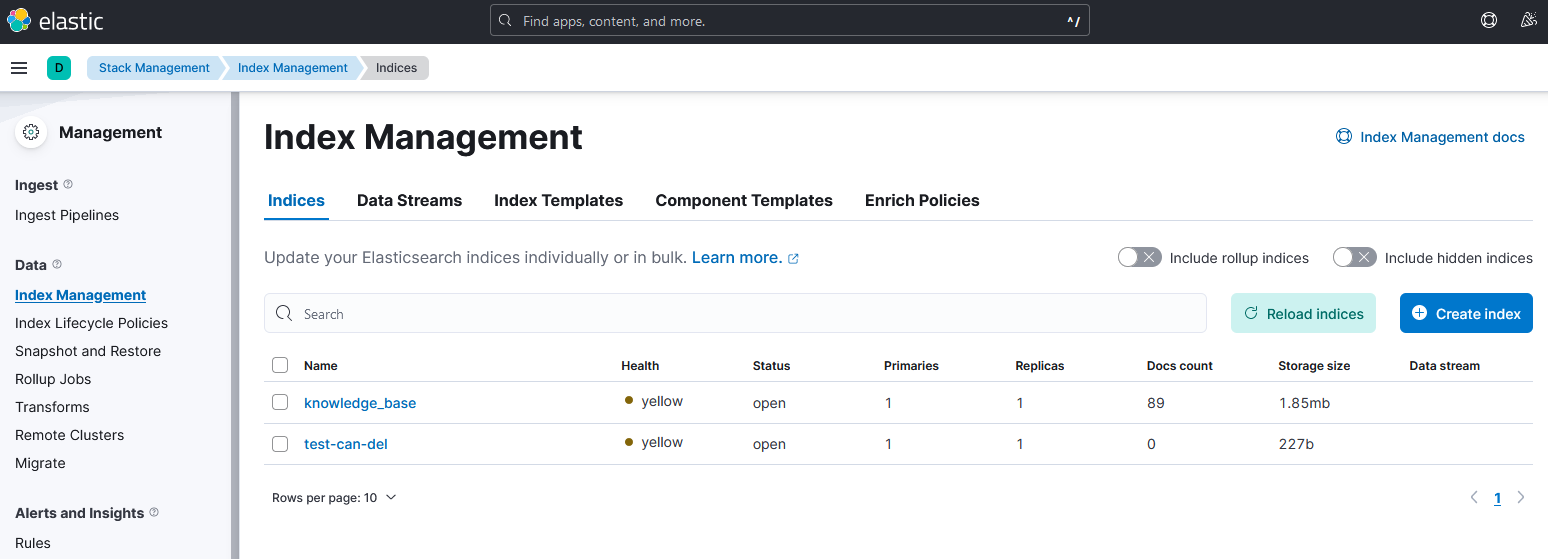 elastic
Find apps, content, and more.
^/
D
Stack Management
Index Management
Indices
Management
Ingest
Ingest Pipelines
Data
Index Management
Index Lifecycle Policies
Snapshot and Restore
Rollup Jobs
Transforms
Remote Clusters
Migrate
Alerts and Insights
Rules
Index Management
Index Management docs
Indices Data Streams Index Templates Component Templates Enrich Policies
Update your Elasticsearch indices individually or in bulk. Learn more.
Include rollup indices
Include hidden indices
Search
Reload indices
Create index
Name Health Status Primaries Replicas Docs count Storage size Data stream
knowledge_base yellow open 1 1 89 1.85mb
test-can-del yellow open 1 1 0 227b
Rows per page: 10
1